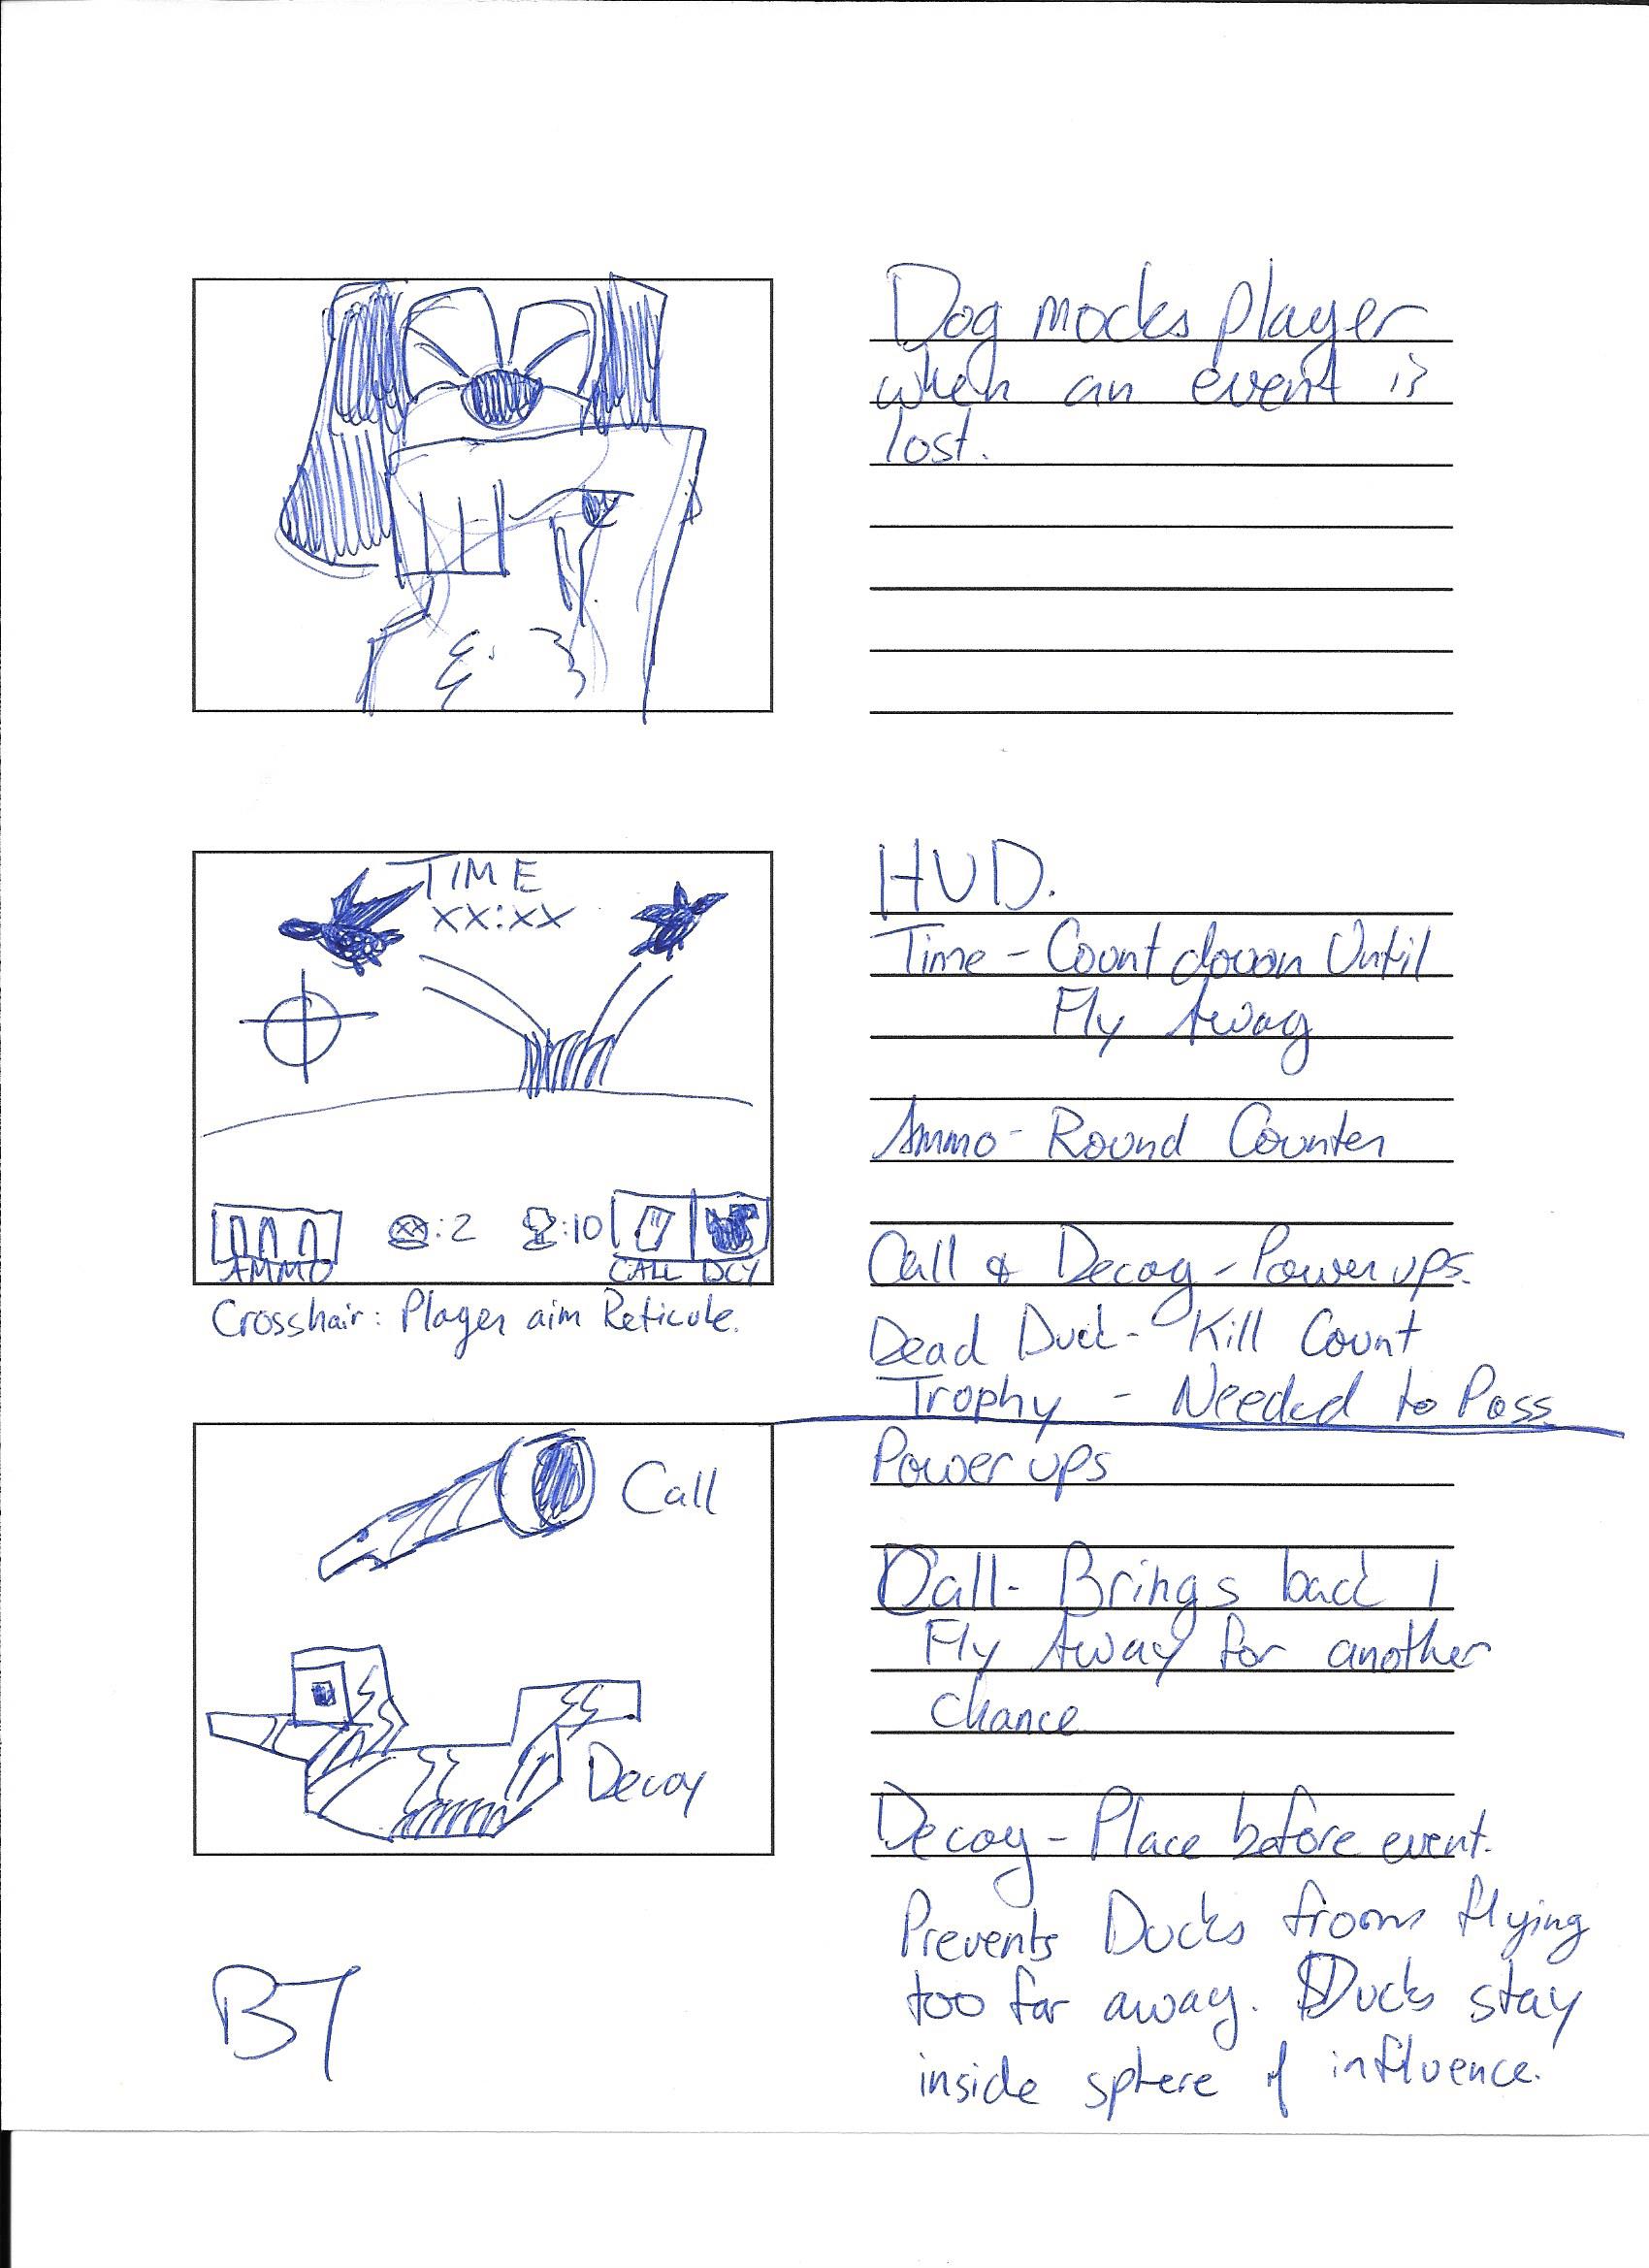 Dog mocks player
when an event is
lost.
TIME
XX:XX
:2
:10
AMMO
CALL DCY
Crosshair: Player aim Reticule.
HUD.
Time - Count down Until
Fly Away
Ammo - Round Counter
Call & Decoy - Power ups.
Dead Duck - Kill Count
Trophy - Needed to Pass
Call
Decoy
Power ups
Call - Brings back 1
Fly Away for another
chance
Decoy - Place before event.
Prevents Ducks from flying
too far away. Ducks stay
inside sphere of influence.